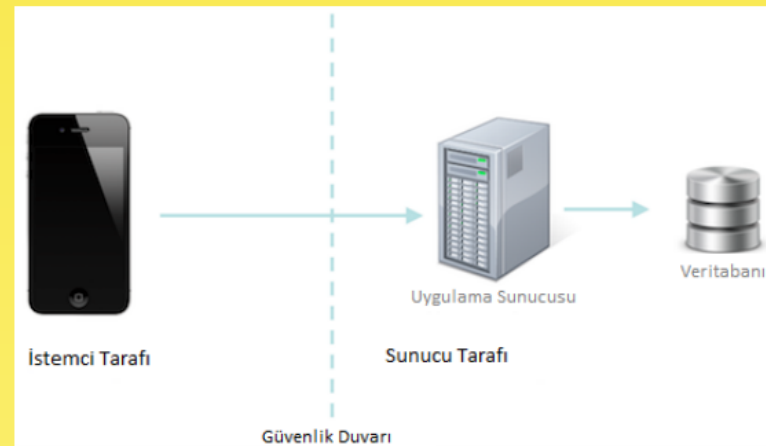 Uygulama Sunucusu
Veritabanı
İstemci Tarafı
Sunucu Tarafı
Güvenlik Duvarı